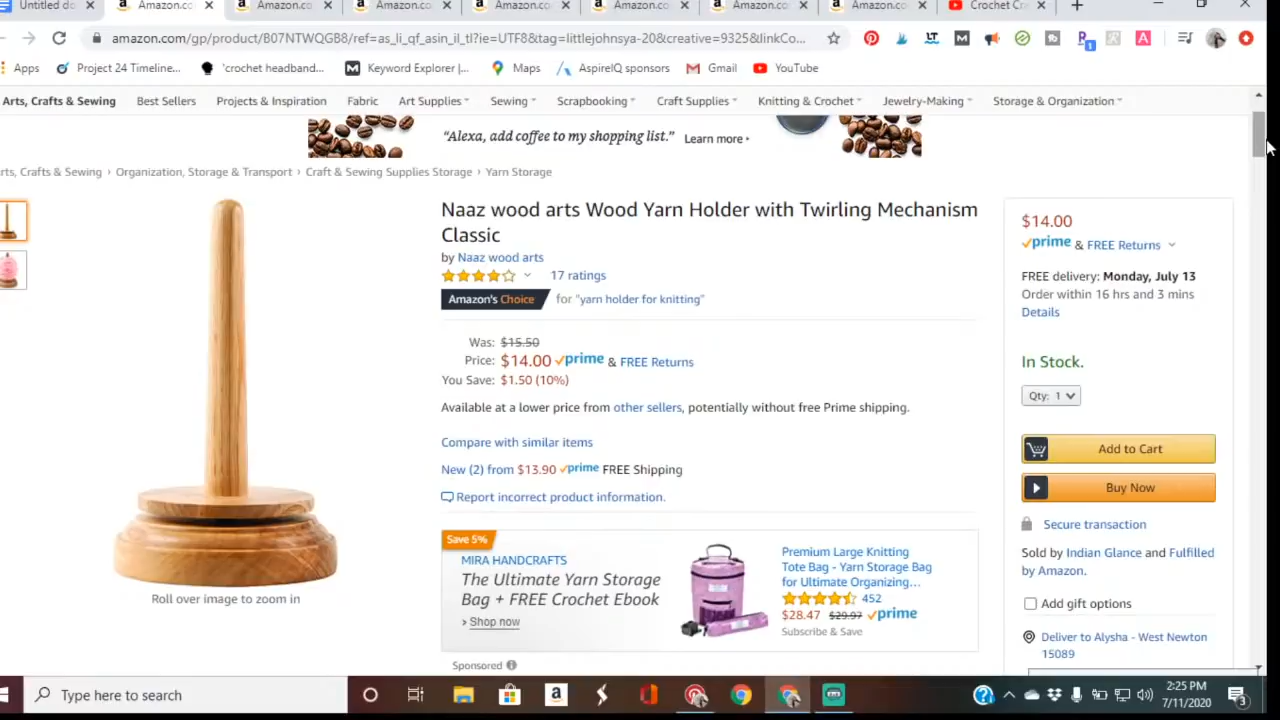 Untitled do
Amazon.co
Amazon.co
Amazon.co
Amazon.co
Amazon.co
Amazon.co
Amazon.co
Crochet Cr
amazon.com/gp/product/B07NTWQGB8/ref=as_li_qf_asin_il_tl?ie=UTF8&tag=littlejohnsya-20&creative=9325&linkCo...
Apps
Project 24 Timeline...
'crochet headband...
Keyword Explorer |...
Maps
AspireIQ sponsors
Gmail
YouTube
Arts, Crafts & Sewing
Best Sellers
Projects & Inspiration
Fabric
Art Supplies
Sewing
Scrapbooking
Craft Supplies
Knitting & Crochet
Jewelry-Making
Storage & Organization
“Alexa, add coffee to my shopping list.” Learn more
rts, Crafts & Sewing › Organization, Storage & Transport › Craft & Sewing Supplies Storage › Yarn Storage
Naaz wood arts Wood Yarn Holder with Twirling Mechanism
Classic
by Naaz wood arts
17 ratings
Amazon's Choice for "yarn holder for knitting"
Was: $15.50
Price: $14.00 prime & FREE Returns
You Save: $1.50 (10%)
Available at a lower price from other sellers, potentially without free Prime shipping.
Compare with similar items
New (2) from $13.90 prime FREE Shipping
Report incorrect product information.
Roll over image to zoom in
Save 5%
MIRA HANDCRAFTS
The Ultimate Yarn Storage
Bag + FREE Crochet Ebook
› Shop now
Premium Large Knitting
Tote Bag - Yarn Storage Bag
for Ultimate Organizing...
452
$28.47 $29.97 prime
Subscribe & Save
Sponsored
$14.00
prime & FREE Returns
FREE delivery: Monday, July 13
Order within 16 hrs and 3 mins
Details
In Stock.
Qty: 1
Add to Cart
Buy Now
Secure transaction
Sold by Indian Glance and Fulfilled
by Amazon.
Add gift options
Deliver to Alysha - West Newton
15089
Type here to search
2:25 PM
7/11/2020
3